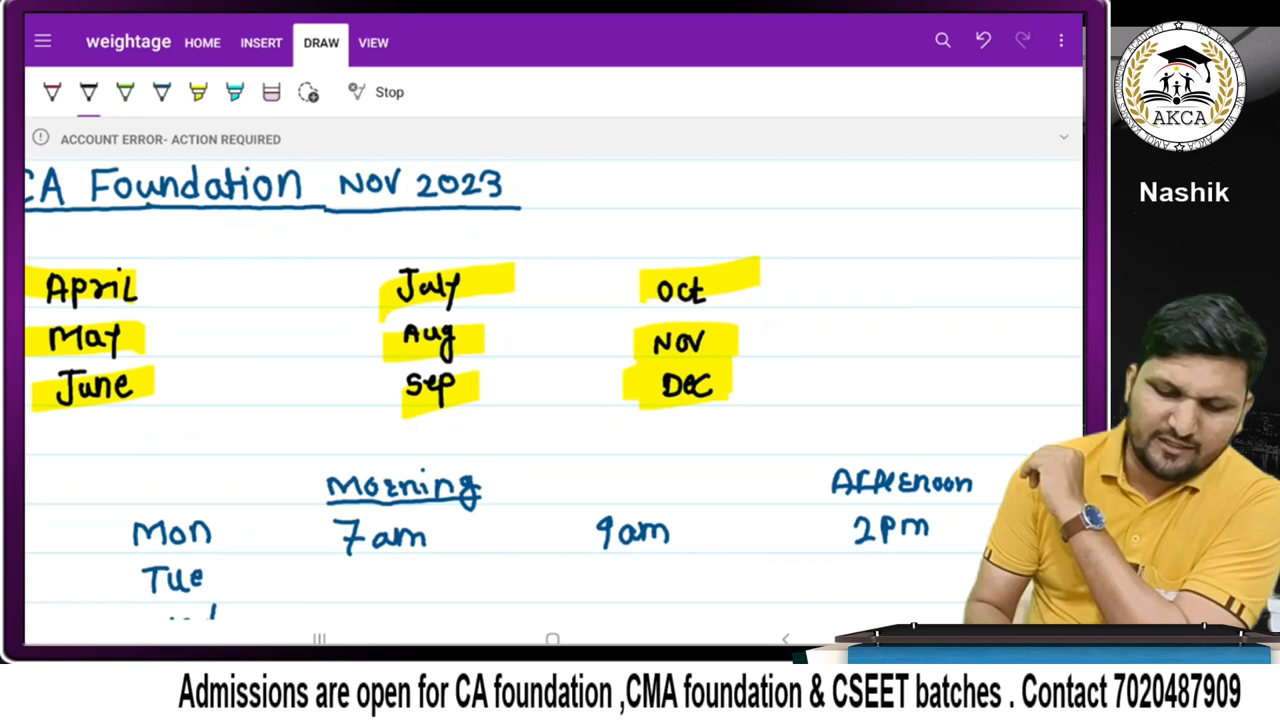 weightage HOME INSERT DRAW VIEW
Stop
ACCOUNT ERROR- ACTION REQUIRED
CA Foundation NOV 2023
April July Oct
May Aug NOV
June Sep DEC
Morning Afternoon
Mon 7am 9am 2pm
Tue
AKCA
Nashik
Admissions are open for CA foundation ,CMA foundation & CSEET batches . Contact 7020487909